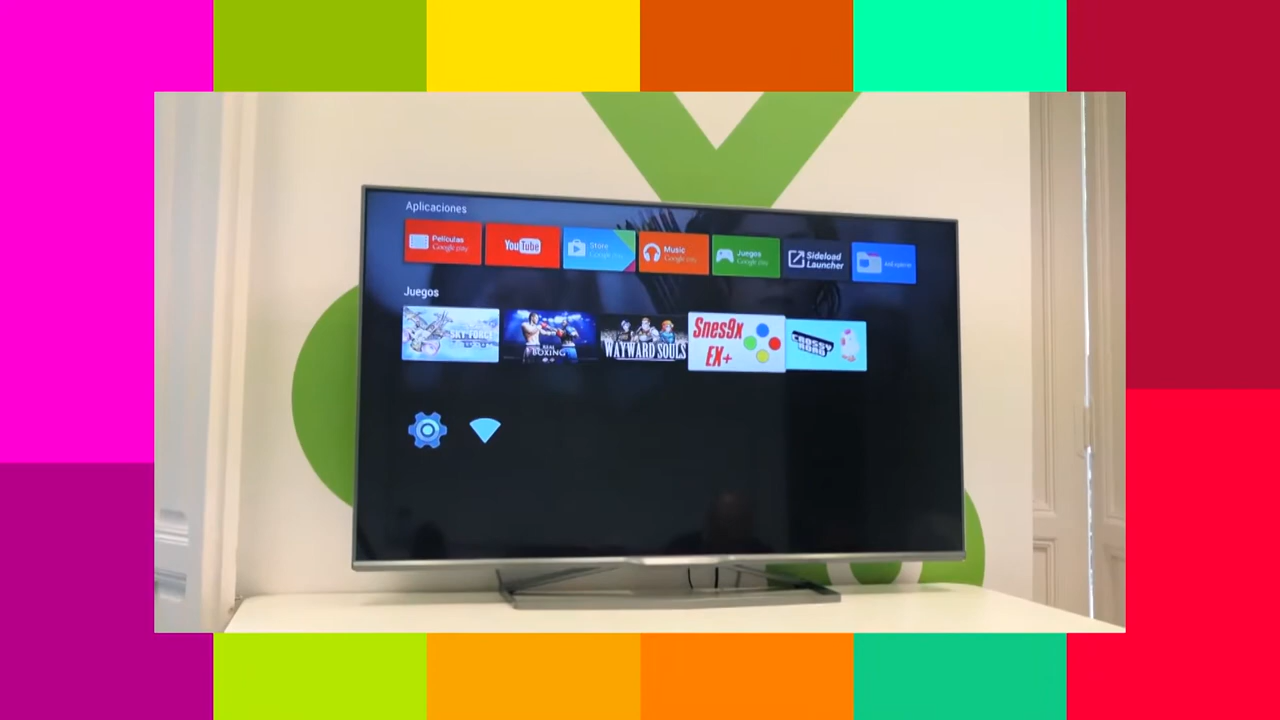 Aplicaciones
Películas
Google play
YouTube
Store
Google play
Music
Google play
Juegos
Google play
Sideload
Launcher
Juegos
SKY FORCE
REAL
BOXING
WAYWARD SOULS
Snes9x
EX+
CROSSY
ROAD